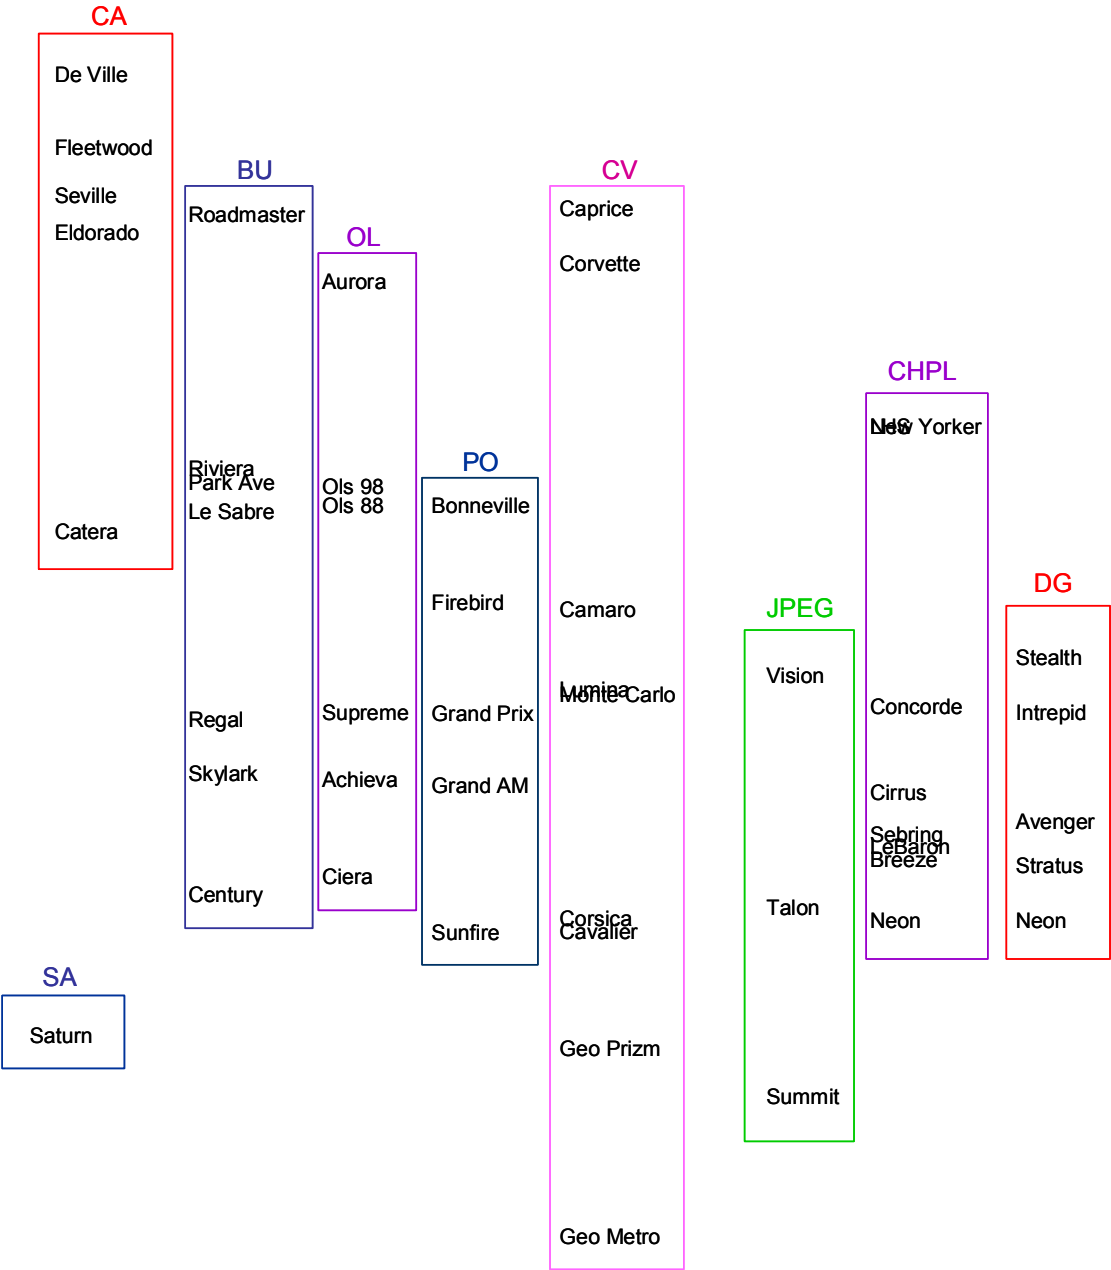 CA
De Ville
Fleetwood
Seville
Eldorado
Catera
BU
Roadmaster
Riviera
Park Ave
Le Sabre
Regal
Skylark
Century
OL
Aurora
Ols 98
Ols 88
Supreme
Achieva
Ciera
PO
Bonneville
Firebird
Grand Prix
Grand AM
Sunfire
CV
Caprice
Corvette
Camaro
Lumina
Monte Carlo
Corsica
Cavalier
Geo Prizm
Geo Metro
JPEG
Vision
Talon
Summit
CHPL
LHS
New Yorker
Concorde
Cirrus
Sebring
LeBaron
Breeze
Neon
DG
Stealth
Intrepid
Avenger
Stratus
Neon
SA
Saturn